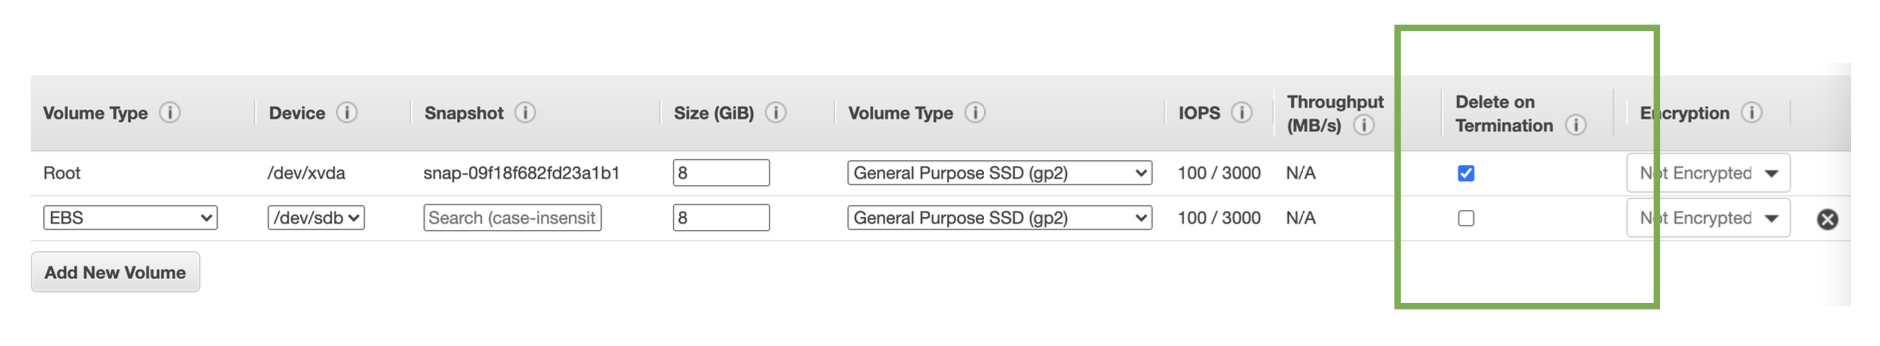 Volume Type Device Snapshot Size (GiB) Volume Type IOPS Throughput (MB/s) Delete on Termination Encryption
Root /dev/xvda snap-09f18f682fd23a1b1 8 General Purpose SSD (gp2) 100 / 3000 N/A Not Encrypted
EBS /dev/sdb Search (case-insensit 8 General Purpose SSD (gp2) 100 / 3000 N/A Not Encrypted
Add New Volume